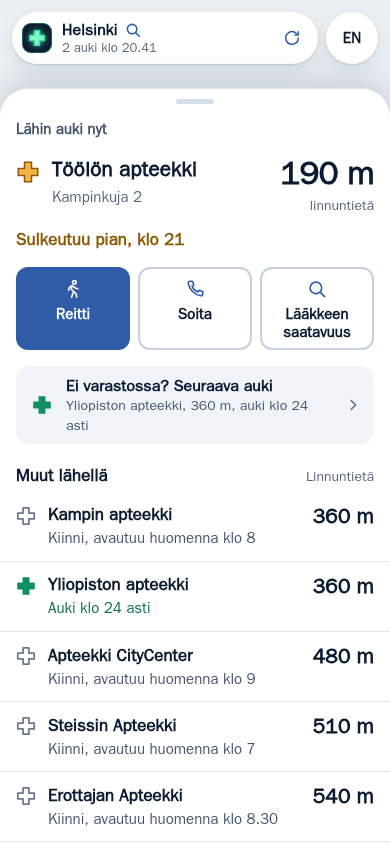 Helsinki
2 auki klo 20.41
EN
Lähin auki nyt
Töölön apteekki
190 m
Kampinkuja 2
linnuntietä
Sulkeutuu pian, klo 21
Reitti
Soita
Lääkkeen
saatavuus
Ei varastossa? Seuraava auki
Yliopiston apteekki, 360 m, auki klo 24
asti
Muut lähellä
Linnuntietä
Kampin apteekki
360 m
Kiinni, avautuu huomenna klo 8
Yliopiston apteekki
360 m
Auki klo 24 asti
Apteekki CityCenter
480 m
Kiinni, avautuu huomenna klo 9
Steissin Apteekki
510 m
Kiinni, avautuu huomenna klo 7
Erottajan Apteekki
540 m
Kiinni, avautuu huomenna klo 8.30